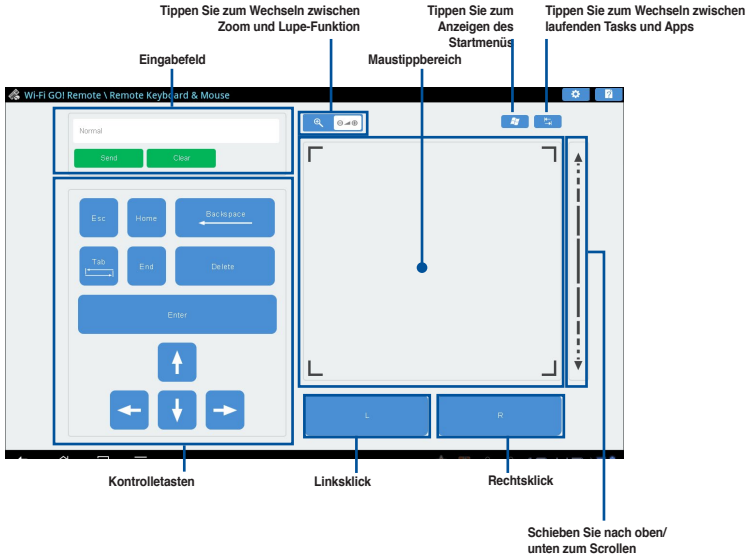 Tippen Sie zum Wechseln zwischen
Zoom und Lupe-Funktion
Tippen Sie zum
Anzeigen des
Startmenüs
Tippen Sie zum Wechseln zwischen
laufenden Tasks und Apps
Eingabefeld
Maustippbereich
Wi-Fi GO! Remote \ Remote Keyboard & Mouse
Normal
Send
Clear
Esc
Home
Backspace
Tab
End
Delete
Enter
L
R
Kontrolletasten
Linksklick
Rechtsklick
Schieben Sie nach oben/
unten zum Scrollen